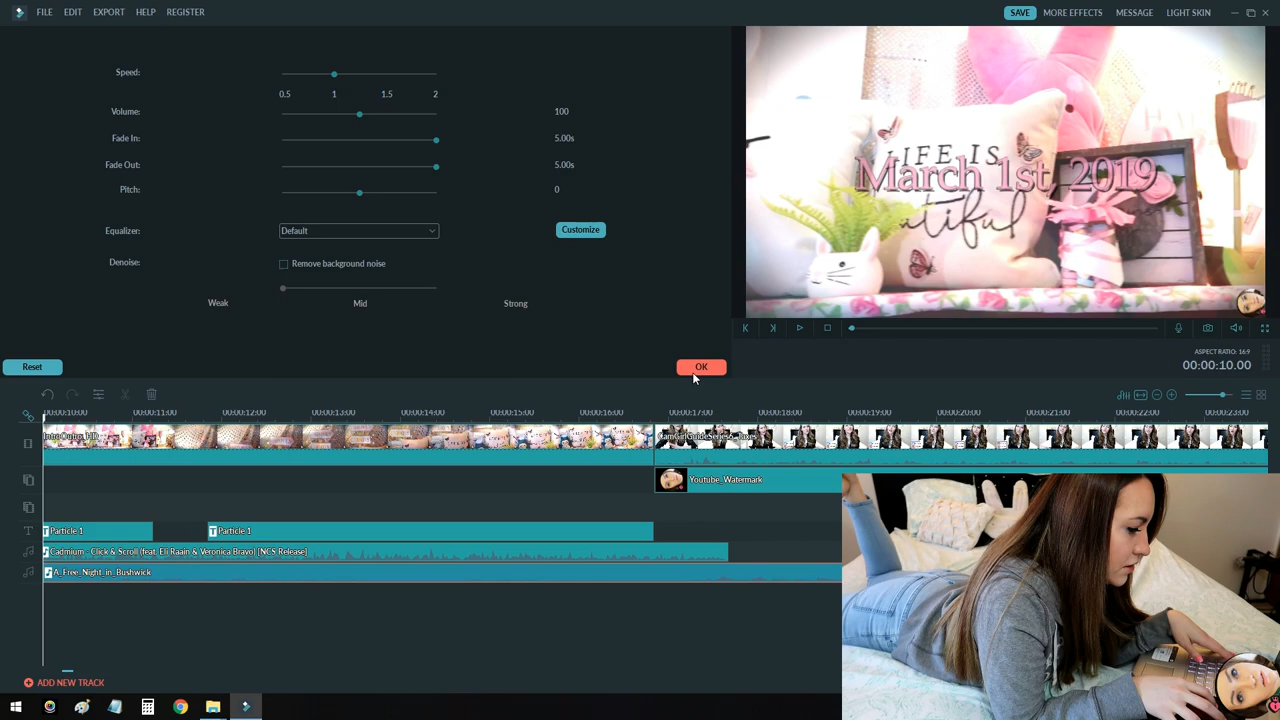 FILE EDIT EXPORT HELP REGISTER
SAVE MORE EFFECTS MESSAGE LIGHT SKIN
Speed:
0.5 1 1.5 2
Volume: 100
Fade In: 5.00s
Fade Out: 5.00s
Pitch: 0
Equalizer: Default Customize
Denoise: Remove background noise
Weak Mid Strong
Reset OK
LIFE IS
March 1st, 2019
ASPECT RATIO: 16:9
00:00:10.00
00:00:10:00 00:00:11:00 00:00:12:00 00:00:13:00 00:00:14:00 00:00:15:00 00:00:16:00 00:00:17:00 00:00:18:00 00:00:19:00 00:00:20:00 00:00:21:00 00:00:22:00 00:00:23:00
Youtube_Watermark
T Particle 1 T Particle 1
Cadmium - Click & Scroll (feat. Eli Raain & Veronica Bravo) [NCS Release]
A_Free_Night_in_Bushwick
ADD NEW TRACK